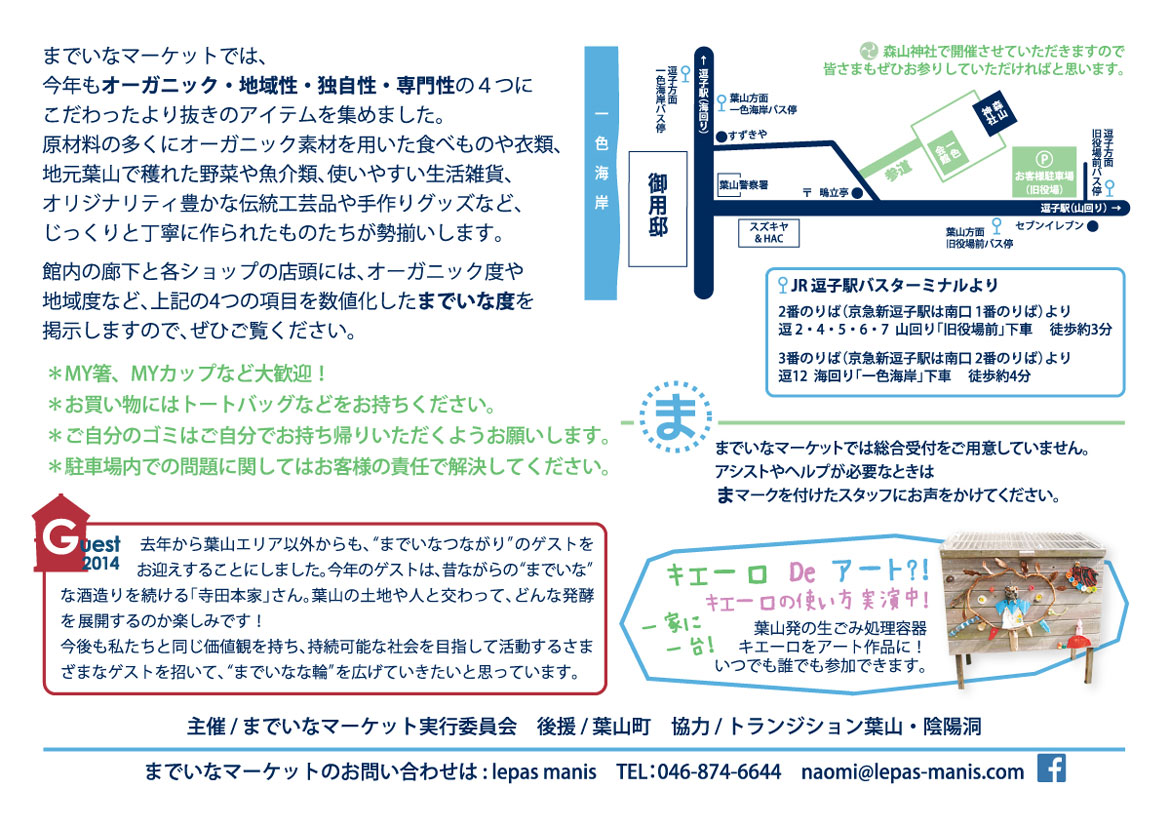 までいなマーケットでは、
今年もオーガニック・地域性・独自性・専門性の４つに
こだわったより抜きのアイテムを集めました。
原材料の多くにオーガニック素材を用いた食べものや衣類、
地元葉山で穫れた野菜や魚介類、使いやすい生活雑貨、
オリジナリティ豊かな伝統工芸品や手作りグッズなど、
じっくりと丁寧に作られたものたちが勢揃いします。
館内の廊下と各ショップの店頭には、オーガニック度や
地域度など、上記の4つの項目を数値化したまでいな度を
掲示しますので、ぜひご覧ください。
＊MY箸、MYカップなど大歓迎！
＊お買い物にはトートバッグなどをお持ちください。
＊ご自分のゴミはご自分でお持ち帰りいただくようお願いします。
＊駐車場内での問題に関してはお客様の責任で解決してください。
森山神社で開催させていただきますので
皆さまもぜひお参りしていただければと思います。
一色海岸
逗子方面
一色海岸バス停
←逗子駅（海回り）
葉山方面
一色海岸バス停
すずきや
御用邸
葉山警察署
〒
鴫立亭
スズキヤ
＆HAC
参道
一色
会館
森山
神社
P
お客様駐車場
（旧役場）
逗子方面
旧役場前バス停
逗子駅（山回り）→
葉山方面
旧役場前バス停
セブンイレブン
JR 逗子駅バスターミナルより
2番のりば（京急新逗子駅は南口 1番のりば）より
逗 2・4・5・6・7 山回り「旧役場前」下車 徒歩約3分
3番のりば（京急新逗子駅は南口 2番のりば）より
逗12 海回り「一色海岸」下車 徒歩約4分
ま
までいなマーケットでは総合受付をご用意していません。
アシストやヘルプが必要なときは
まマークを付けたスタッフにお声をかけてください。
Guest
2014
去年から葉山エリア以外からも、“までいなつながり”のゲストを
お迎えすることにしました。今年のゲストは、昔ながらの“までいな”
な酒造りを続ける「寺田本家」さん。葉山の土地や人と交わって、どんな発酵
を展開するのか楽しみです！
今後も私たちと同じ価値観を持ち、持続可能な社会を目指して活動するさま
ざまなゲストを招いて、“までいなな輪”を広げていきたいと思っています。
キエーロ De アート?!
キエーロの使い方実演中！
一家に
一台！
葉山発の生ごみ処理容器
キエーロをアート作品に！
いつでも誰でも参加できます。
主催 / までいなマーケット実行委員会 後援 / 葉山町 協力 / トランジション葉山・陰陽洞
までいなマーケットのお問い合わせは : lepas manis TEL：046-874-6644 naomi@lepas-manis.com f